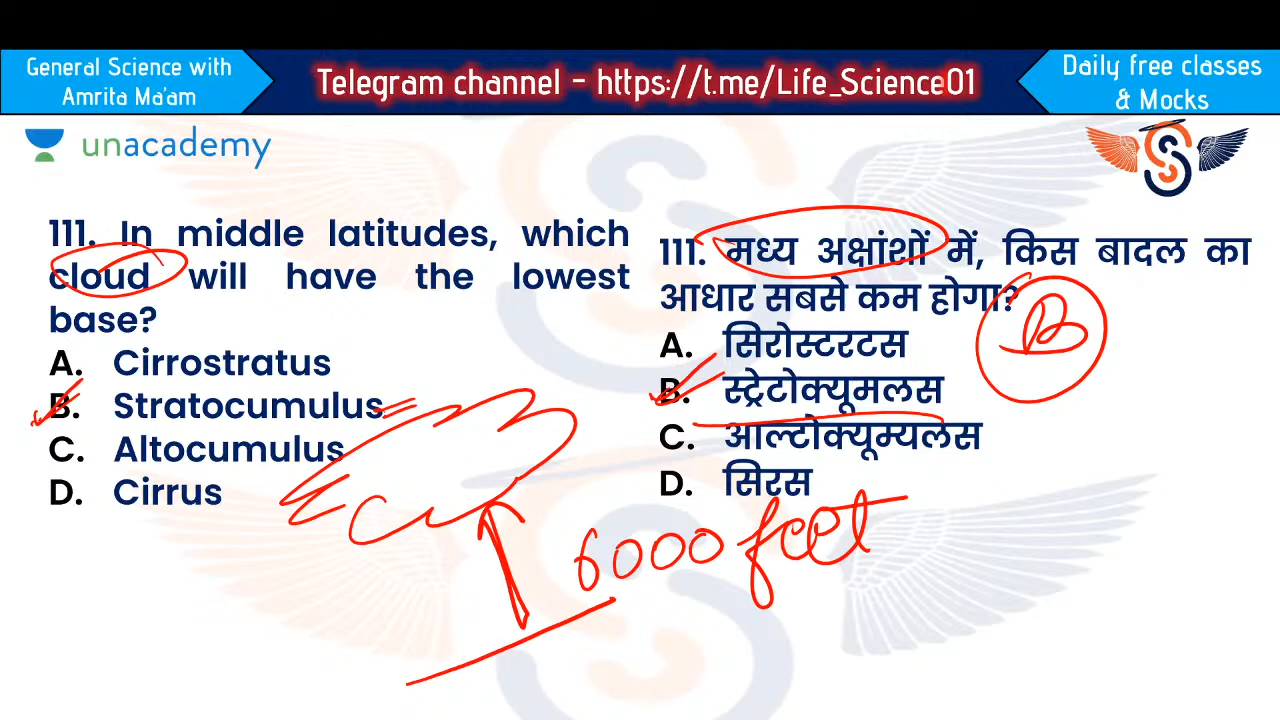 General Science with
Amrita Ma'am
Telegram channel - https://t.me/Life_Science01
Daily free classes
& Mocks
unacademy
111. In middle latitudes, which
cloud will have the lowest
base?
A. Cirrostratus
B. Stratocumulus
C. Altocumulus
D. Cirrus
111. मध्य अक्षांशों में, किस बादल का
आधार सबसे कम होगा?
A. सिरोस्टरटस
B. स्ट्रेटोक्यूमलस
C. आल्टोक्यूम्यलस
D. सिरस
B
6000 feet